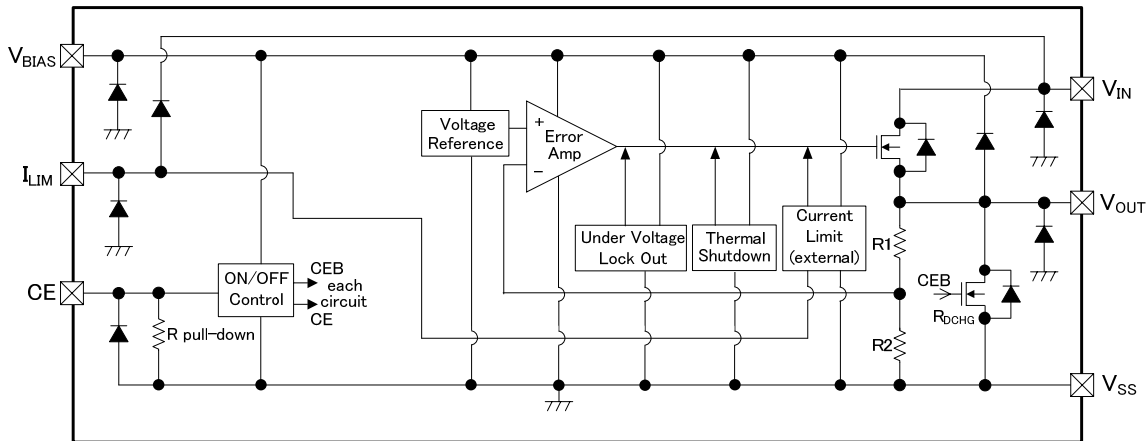 VBIAS
VIN
Voltage
Reference
+
Error
Amp
−
ILIM
VOUT
Under Voltage
Lock Out
Thermal
Shutdown
Current
Limit
(external)
R1
CE
ON/OFF
Control
CEB
each
circuit
CE
R pull-down
CEB
RDCHG
R2
VSS